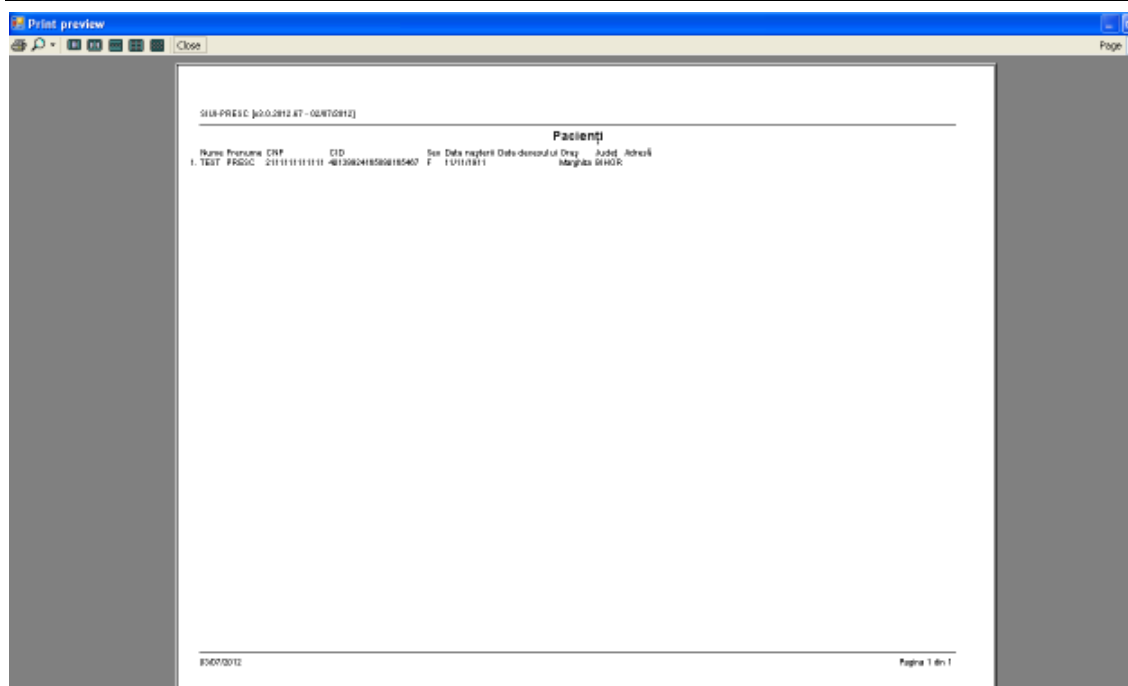 Print preview
Close Page
SIUI-PRESC [v3.0.2012.67 - 02/07/2012]
Pacienți
Nume Prenume CNP CID Sex Data nașterii Data decesului Oraș Județ Adresă
1. TEST PRESC 2111111111111 F 11/11/1911 Marghita BIHOR
03/07/2012 Pagina 1 din 1